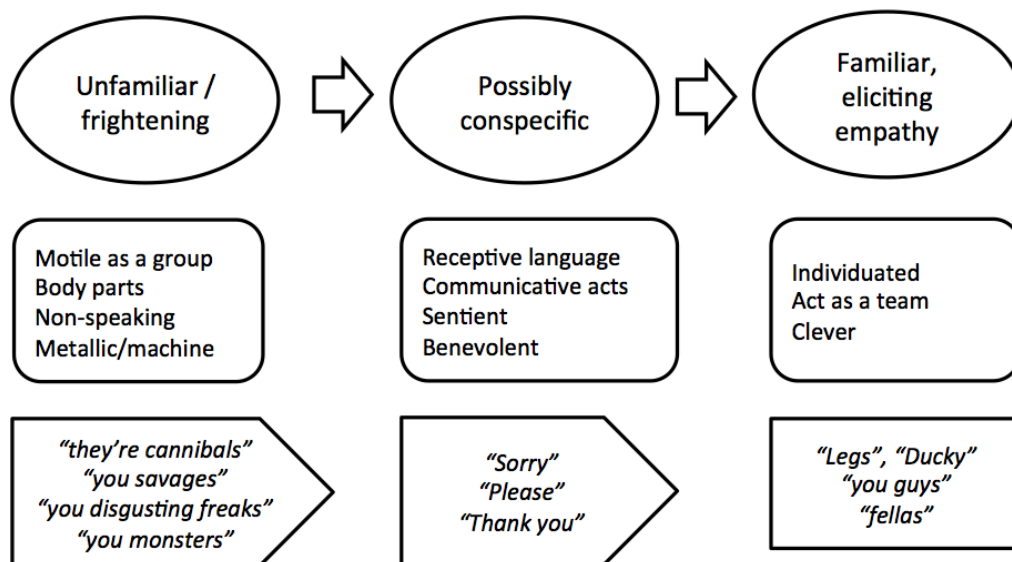 Unfamiliar /
frightening
Possibly
conspecific
Familiar,
eliciting
empathy
Motile as a group
Body parts
Non-speaking
Metallic/machine
Receptive language
Communicative acts
Sentient
Benevolent
Individuated
Act as a team
Clever
“they’re cannibals”
“you savages”
“you disgusting freaks”
“you monsters”
“Sorry”
“Please”
“Thank you”
“Legs”, “Ducky”
“you guys”
“fellas”